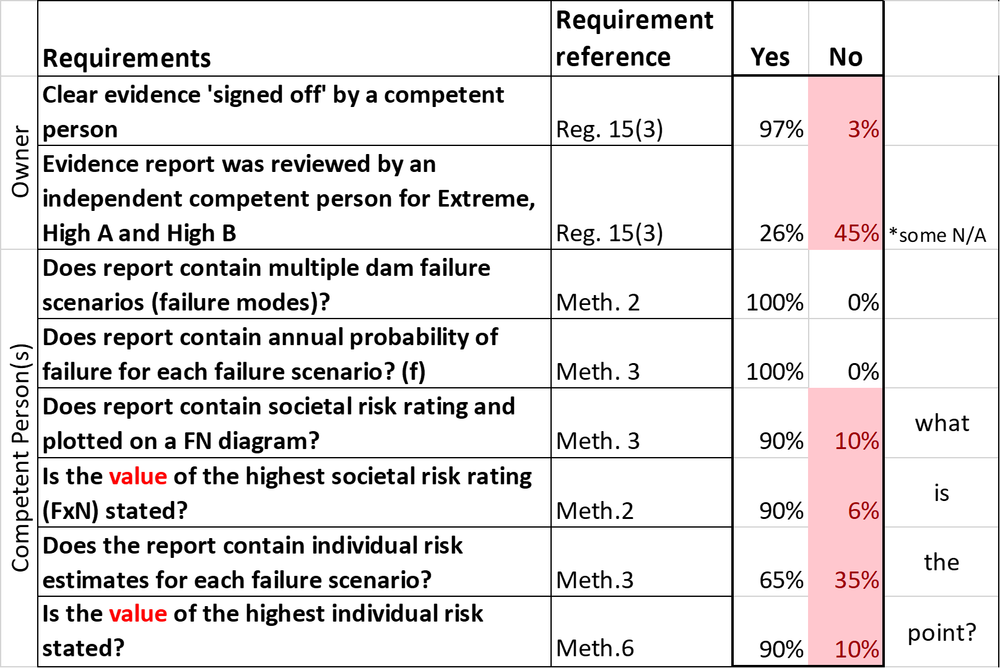 Requirements
Requirement
reference
Yes
No
Owner
Clear evidence 'signed off' by a competent
person
Reg. 15(3)
97%
3%
Evidence report was reviewed by an
independent competent person for Extreme,
High A and High B
Reg. 15(3)
26%
45%
*some N/A
Competent Person(s)
Does report contain multiple dam failure
scenarios (failure modes)?
Meth. 2
100%
0%
Does report contain annual probability of
failure for each failure scenario? (f)
Meth. 3
100%
0%
Does report contain societal risk rating and
plotted on a FN diagram?
Meth. 3
90%
10%
what
Is the value of the highest societal risk rating
(FxN) stated?
Meth.2
90%
6%
is
Does the report contain individual risk
estimates for each failure scenario?
Meth.3
65%
35%
the
Is the value of the highest individual risk
stated?
Meth.6
90%
10%
point?